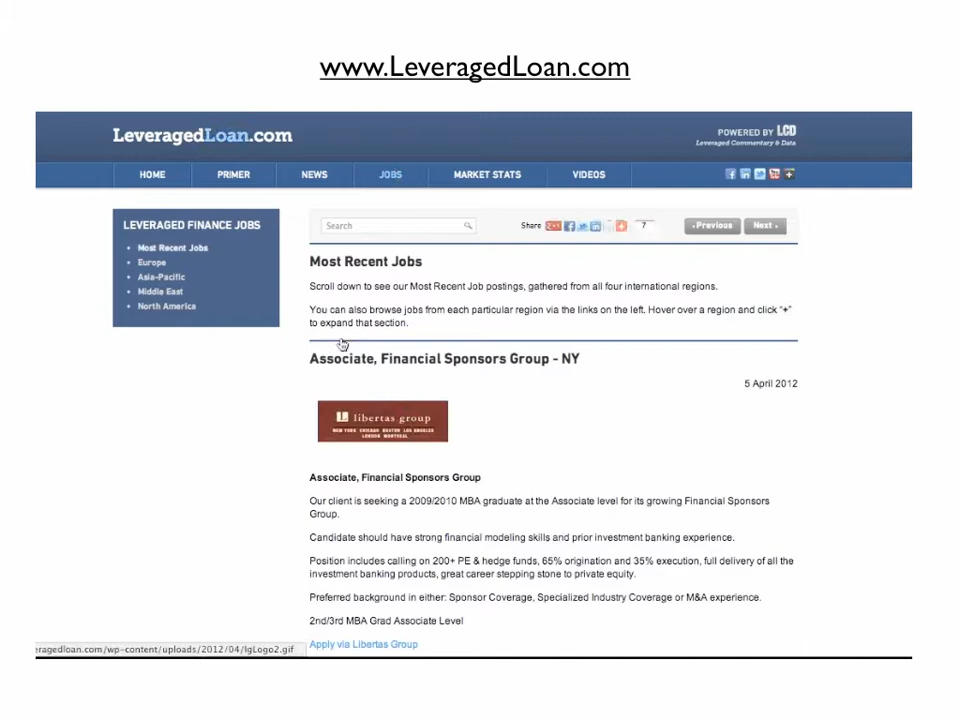 www.LeveragedLoan.com
LeveragedLoan.com
POWERED BY LCD
Leveraged Commentary & Data
HOME PRIMER NEWS JOBS MARKET STATS VIDEOS
LEVERAGED FINANCE JOBS
• Most Recent Jobs
• Europe
• Asia-Pacific
• Middle East
• North America
Search Share 7 ‹Previous Next ›
Most Recent Jobs
Scroll down to see our Most Recent Job postings, gathered from all four international regions.
You can also browse jobs from each particular region via the links on the left. Hover over a region and click "+"
to expand that section.
Associate, Financial Sponsors Group - NY
5 April 2012
L libertas group
NEW YORK CHICAGO BOSTON LOS ANGELES
LONDON MONTREAL
Associate, Financial Sponsors Group
Our client is seeking a 2009/2010 MBA graduate at the Associate level for its growing Financial Sponsors
Group.
Candidate should have strong financial modeling skills and prior investment banking experience.
Position includes calling on 200+ PE & hedge funds, 65% origination and 35% execution, full delivery of all the
investment banking products, great career stepping stone to private equity.
Preferred background in either: Sponsor Coverage, Specialized Industry Coverage or M&A experience.
2nd/3rd MBA Grad Associate Level
Apply via Libertas Group
eragedloan.com/wp-content/uploads/2012/04/lgLogo2.gif